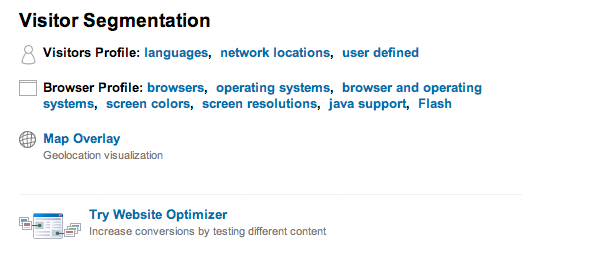 Visitor Segmentation
Visitors Profile: languages, network locations, user defined
Browser Profile: browsers, operating systems, browser and operating
systems, screen colors, screen resolutions, java support, Flash
Map Overlay
Geolocation visualization
Try Website Optimizer
Increase conversions by testing different content